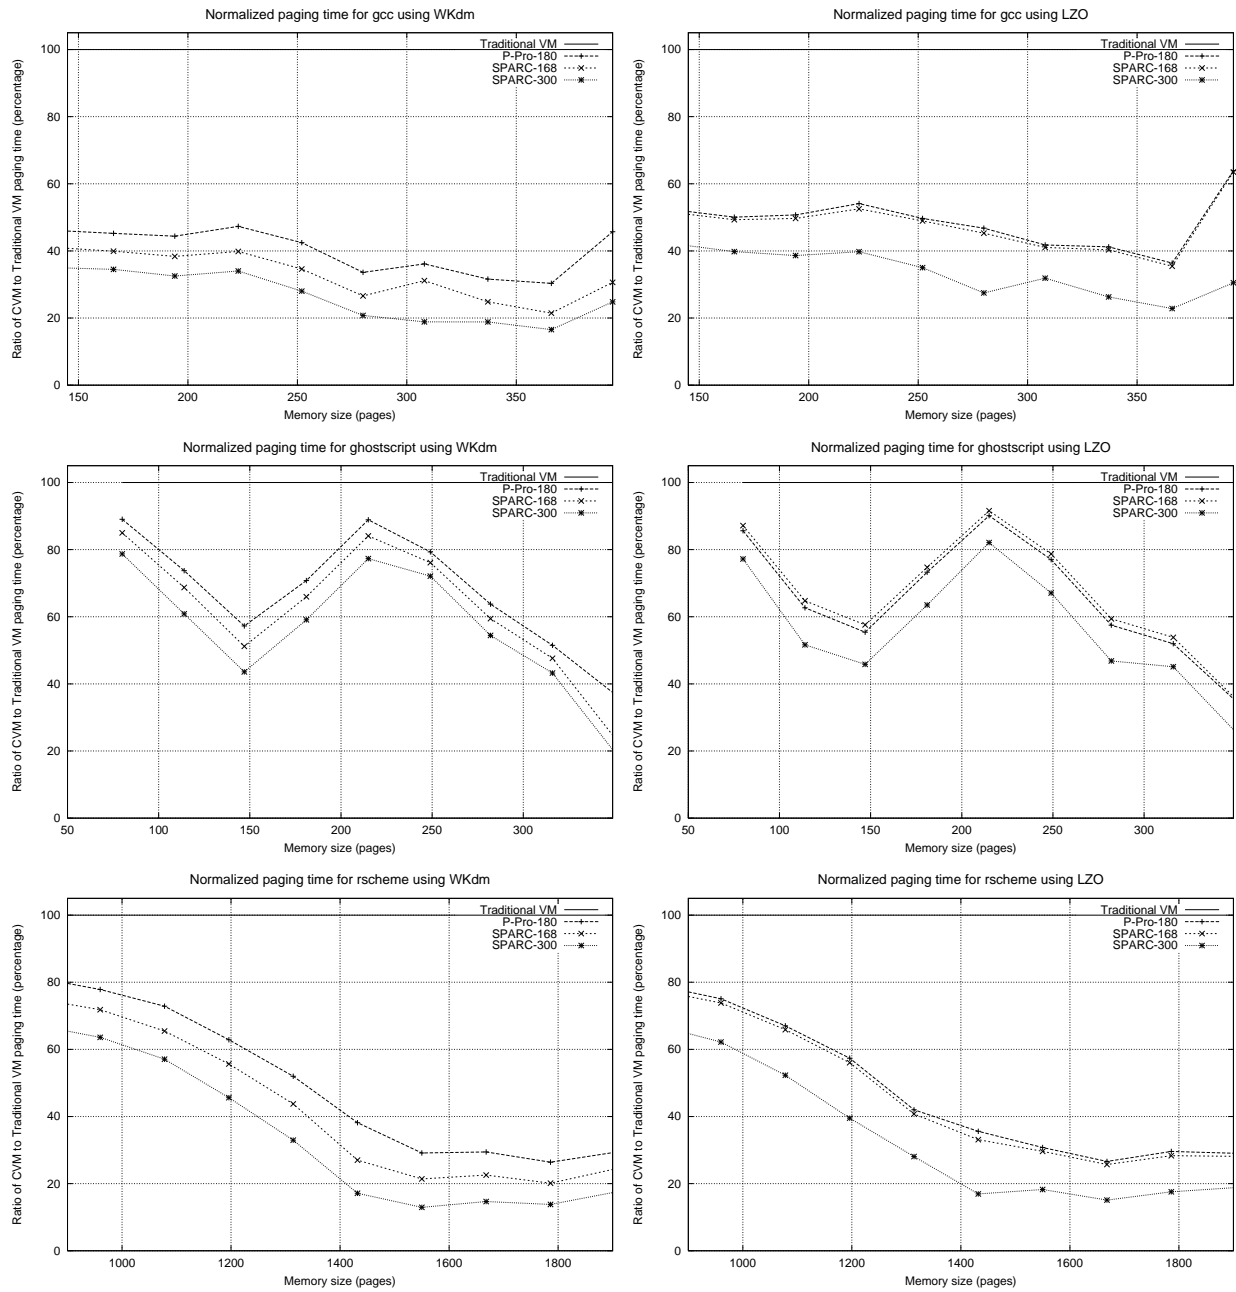 Normalized paging time for gcc using WKdm
Ratio of CVM to Traditional VM paging time (percentage)
100
80
60
40
20
0
Traditional VM
P-Pro-180
SPARC-168
SPARC-300
150 200 250 300 350
Memory size (pages)
Normalized paging time for gcc using LZO
Ratio of CVM to Traditional VM paging time (percentage)
100
80
60
40
20
0
Traditional VM
P-Pro-180
SPARC-168
SPARC-300
150 200 250 300 350
Memory size (pages)
Normalized paging time for ghostscript using WKdm
Ratio of CVM to Traditional VM paging time (percentage)
100
80
60
40
20
0
Traditional VM
P-Pro-180
SPARC-168
SPARC-300
50 100 150 200 250 300
Memory size (pages)
Normalized paging time for ghostscript using LZO
Ratio of CVM to Traditional VM paging time (percentage)
100
80
60
40
20
0
Traditional VM
P-Pro-180
SPARC-168
SPARC-300
50 100 150 200 250 300
Memory size (pages)
Normalized paging time for rscheme using WKdm
Ratio of CVM to Traditional VM paging time (percentage)
100
80
60
40
20
0
Traditional VM
P-Pro-180
SPARC-168
SPARC-300
1000 1200 1400 1600 1800
Memory size (pages)
Normalized paging time for rscheme using LZO
Ratio of CVM to Traditional VM paging time (percentage)
100
80
60
40
20
0
Traditional VM
P-Pro-180
SPARC-168
SPARC-300
1000 1200 1400 1600 1800
Memory size (pages)